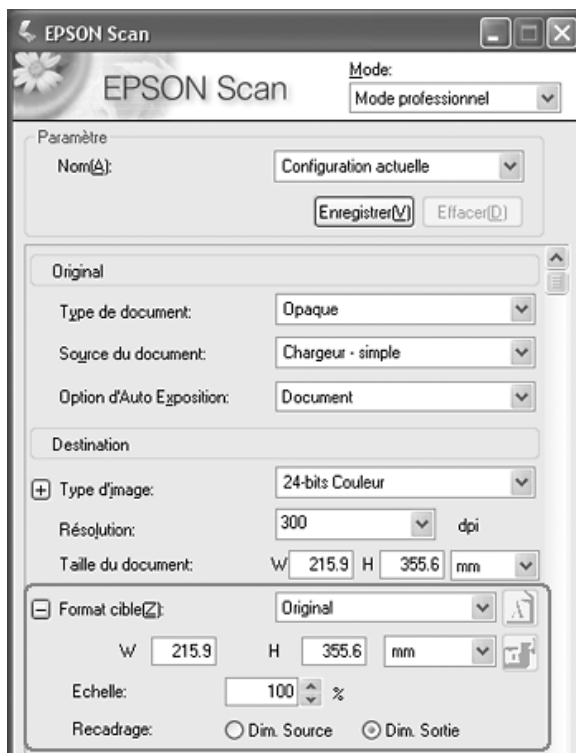 EPSON Scan
EPSON Scan
Mode:
Mode professionnel
Paramètre
Nom(A): Configuration actuelle
Enregistrer(V) Effacer(D)
Original
Type de document: Opaque
Source du document: Chargeur - simple
Option d'Auto Exposition: Document
Destination
Type d'image: 24-bits Couleur
Résolution: 300 dpi
Taille du document: W 215.9 H 355.6 mm
Format cible(Z): Original
W 215.9 H 355.6 mm
Echelle: 100 %
Recadrage: Dim. Source Dim. Sortie